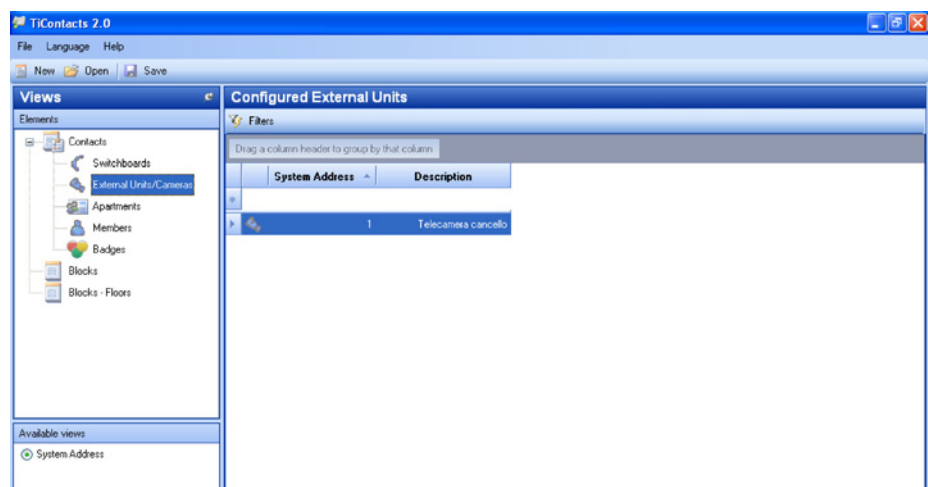 TiContacts 2.0
File Language Help
New Open Save
Views
Elements
Contacts
Switchboards
External Units/Cameras
Apartments
Members
Badges
Blocks
Blocks - Floors
Available views
System Address
Configured External Units
Filters
Drag a column header to group by that column
System Address Description
1 Telecamera cancello